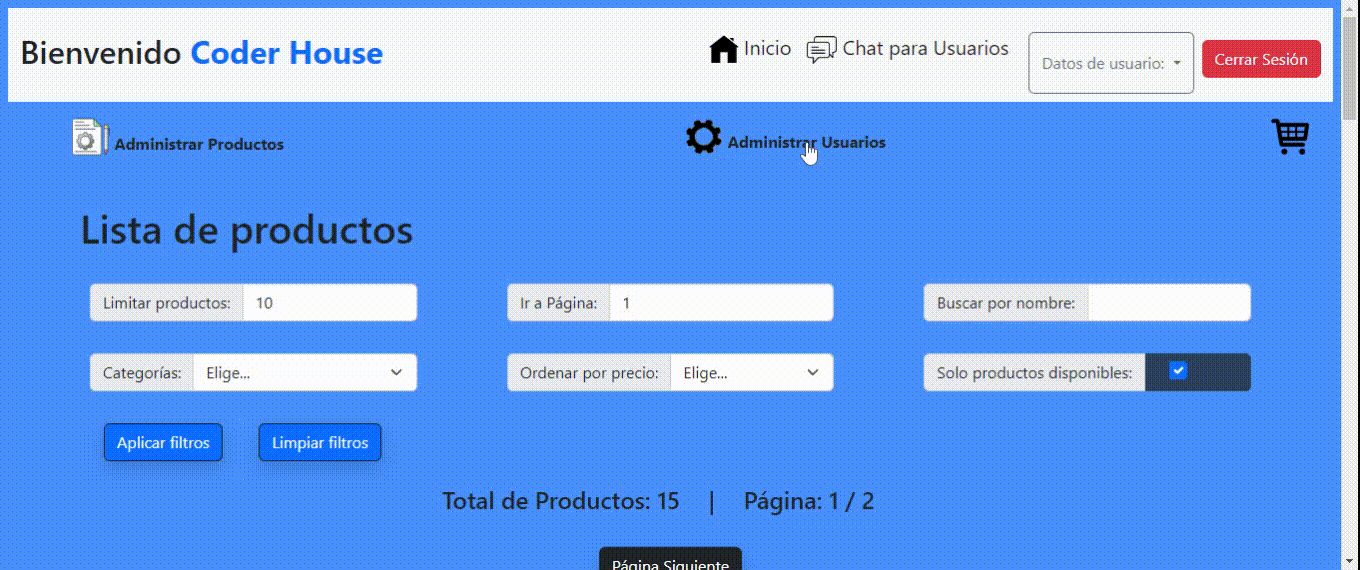 Bienvenido Coder House
Inicio
Chat para Usuarios
Datos de usuario:
Cerrar Sesión
Administrar Productos
Administrar Usuarios
Lista de productos
Limitar productos: 10
Ir a Página: 1
Buscar por nombre:
Categorías: Elige...
Ordenar por precio: Elige...
Solo productos disponibles:
Aplicar filtros
Limpiar filtros
Total de Productos: 15 | Página: 1 / 2
Página Siguiente